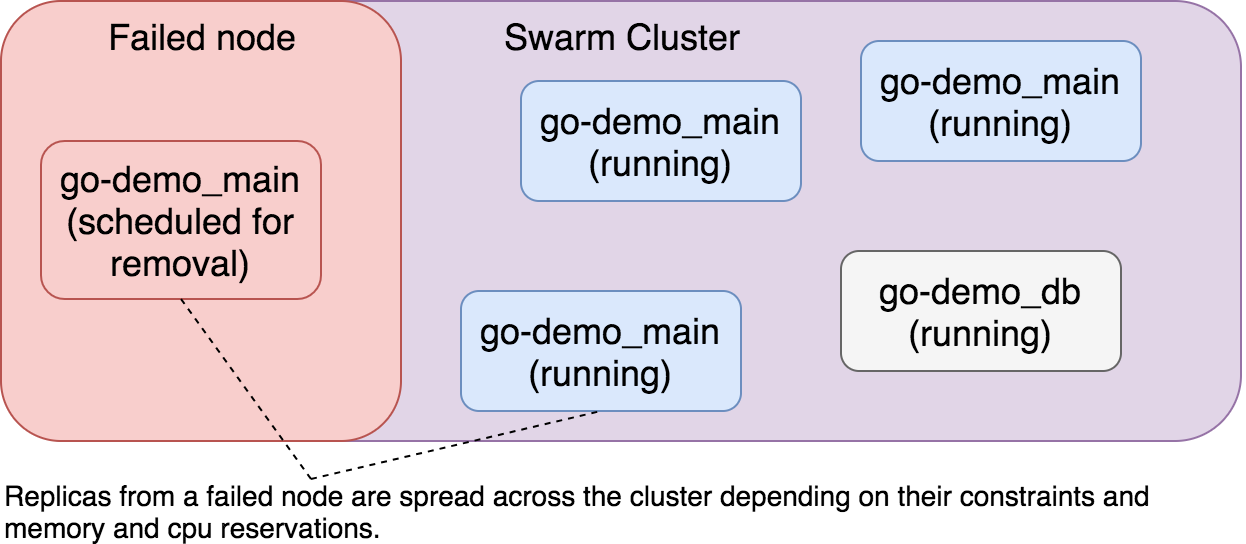 Failed node
Swarm Cluster
go-demo_main
(running)
go-demo_main
(running)
go-demo_main
(scheduled for
removal)
go-demo_main
(running)
go-demo_db
(running)
Replicas from a failed node are spread across the cluster depending on their constraints and
memory and cpu reservations.